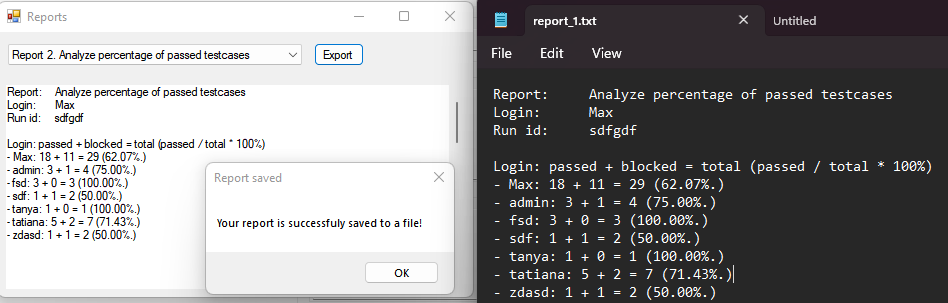 Reports
Report 2. Analyze percentage of passed testcases
Export
Report: Analyze percentage of passed testcases
Login: Max
Run id: sdfgdf
Login: passed + blocked = total (passed / total * 100%)
- Max: 18 + 11 = 29 (62.07%.)
- admin: 3 + 1 = 4 (75.00%.)
- fsd: 3 + 0 = 3 (100.00%.)
- sdf: 1 + 1 = 2 (50.00%.)
- tanya: 1 + 0 = 1 (100.00%.)
- tatiana: 5 + 2 = 7 (71.43%.)
- zdasd: 1 + 1 = 2 (50.00%.)
Report saved
Your report is successfuly saved to a file!
OK
report_1.txt
Untitled
File Edit View
Report: Analyze percentage of passed testcases
Login: Max
Run id: sdfgdf
Login: passed + blocked = total (passed / total * 100%)
- Max: 18 + 11 = 29 (62.07%.)
- admin: 3 + 1 = 4 (75.00%.)
- fsd: 3 + 0 = 3 (100.00%.)
- sdf: 1 + 1 = 2 (50.00%.)
- tanya: 1 + 0 = 1 (100.00%.)
- tatiana: 5 + 2 = 7 (71.43%.)
- zdasd: 1 + 1 = 2 (50.00%.)